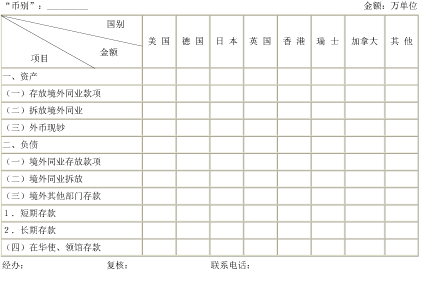 “币别”：________ 金额：万单位
国别
金额
项目
美 国 德 国 日 本 英 国 香 港 瑞 士 加拿大 其 他
一、资产
（一）存放境外同业款项
（二）拆放境外同业
（三）外币现钞
二、负债
（一）境外同业存放款项
（二）境外同业拆放
（三）境外其他部门存款
１．短期存款
２．长期存款
（四）在华使、领馆存款
经办： 复核： 联系电话：